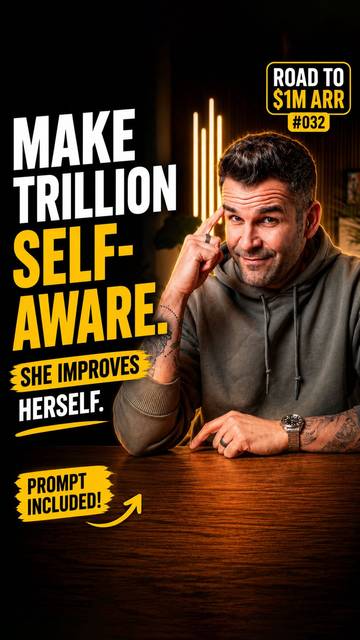 ROAD TO
$1M ARR
#032
MAKE
TRILLION
SELF-
AWARE.
SHE IMPROVES
HERSELF.
PROMPT
INCLUDED!